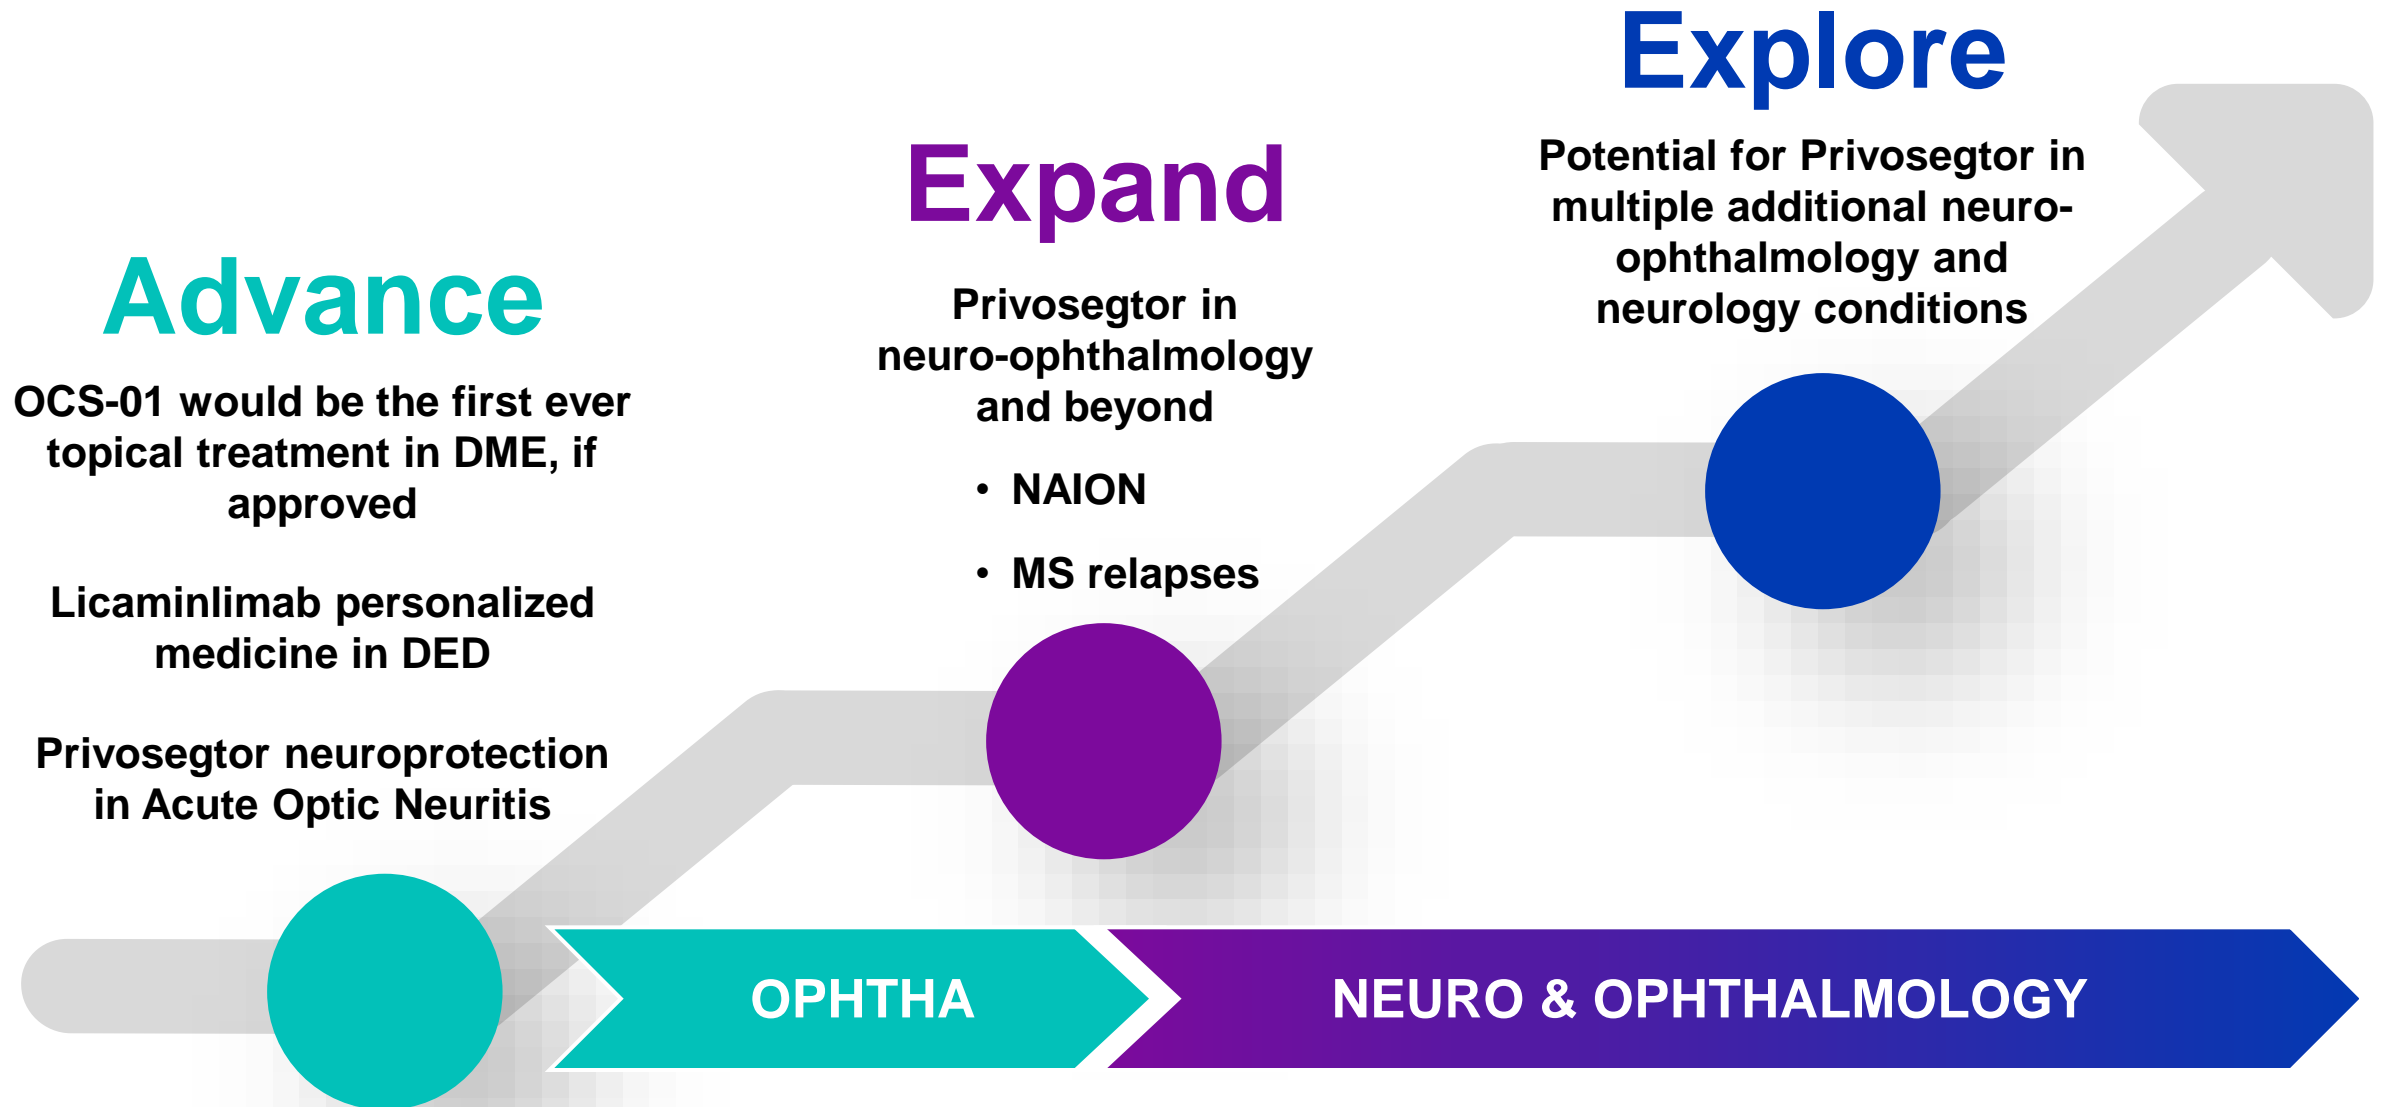 Advance
OCS-01 would be the first ever
topical treatment in DME, if
approved
Licaminlimab personalized
medicine in DED
Privosegtor neuroprotection
in Acute Optic Neuritis
Expand
Privosegtor in
neuro-ophthalmology
and beyond
• NAION
• MS relapses
Explore
Potential for Privosegtor in
multiple additional neuro-
ophthalmology and
neurology conditions
OPHTHA
NEURO & OPHTHALMOLOGY